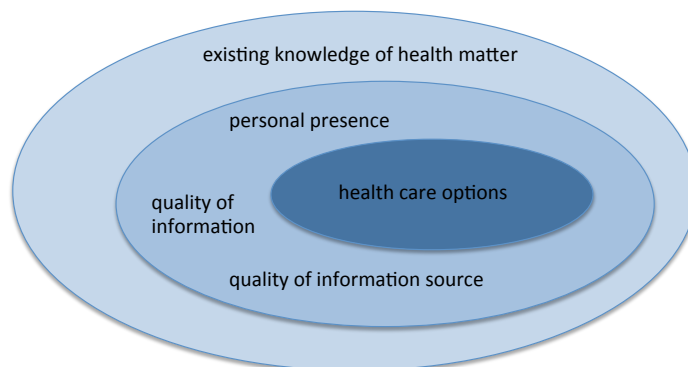 existing knowledge of health matter
personal presence
health care options
quality of
information
quality of information source